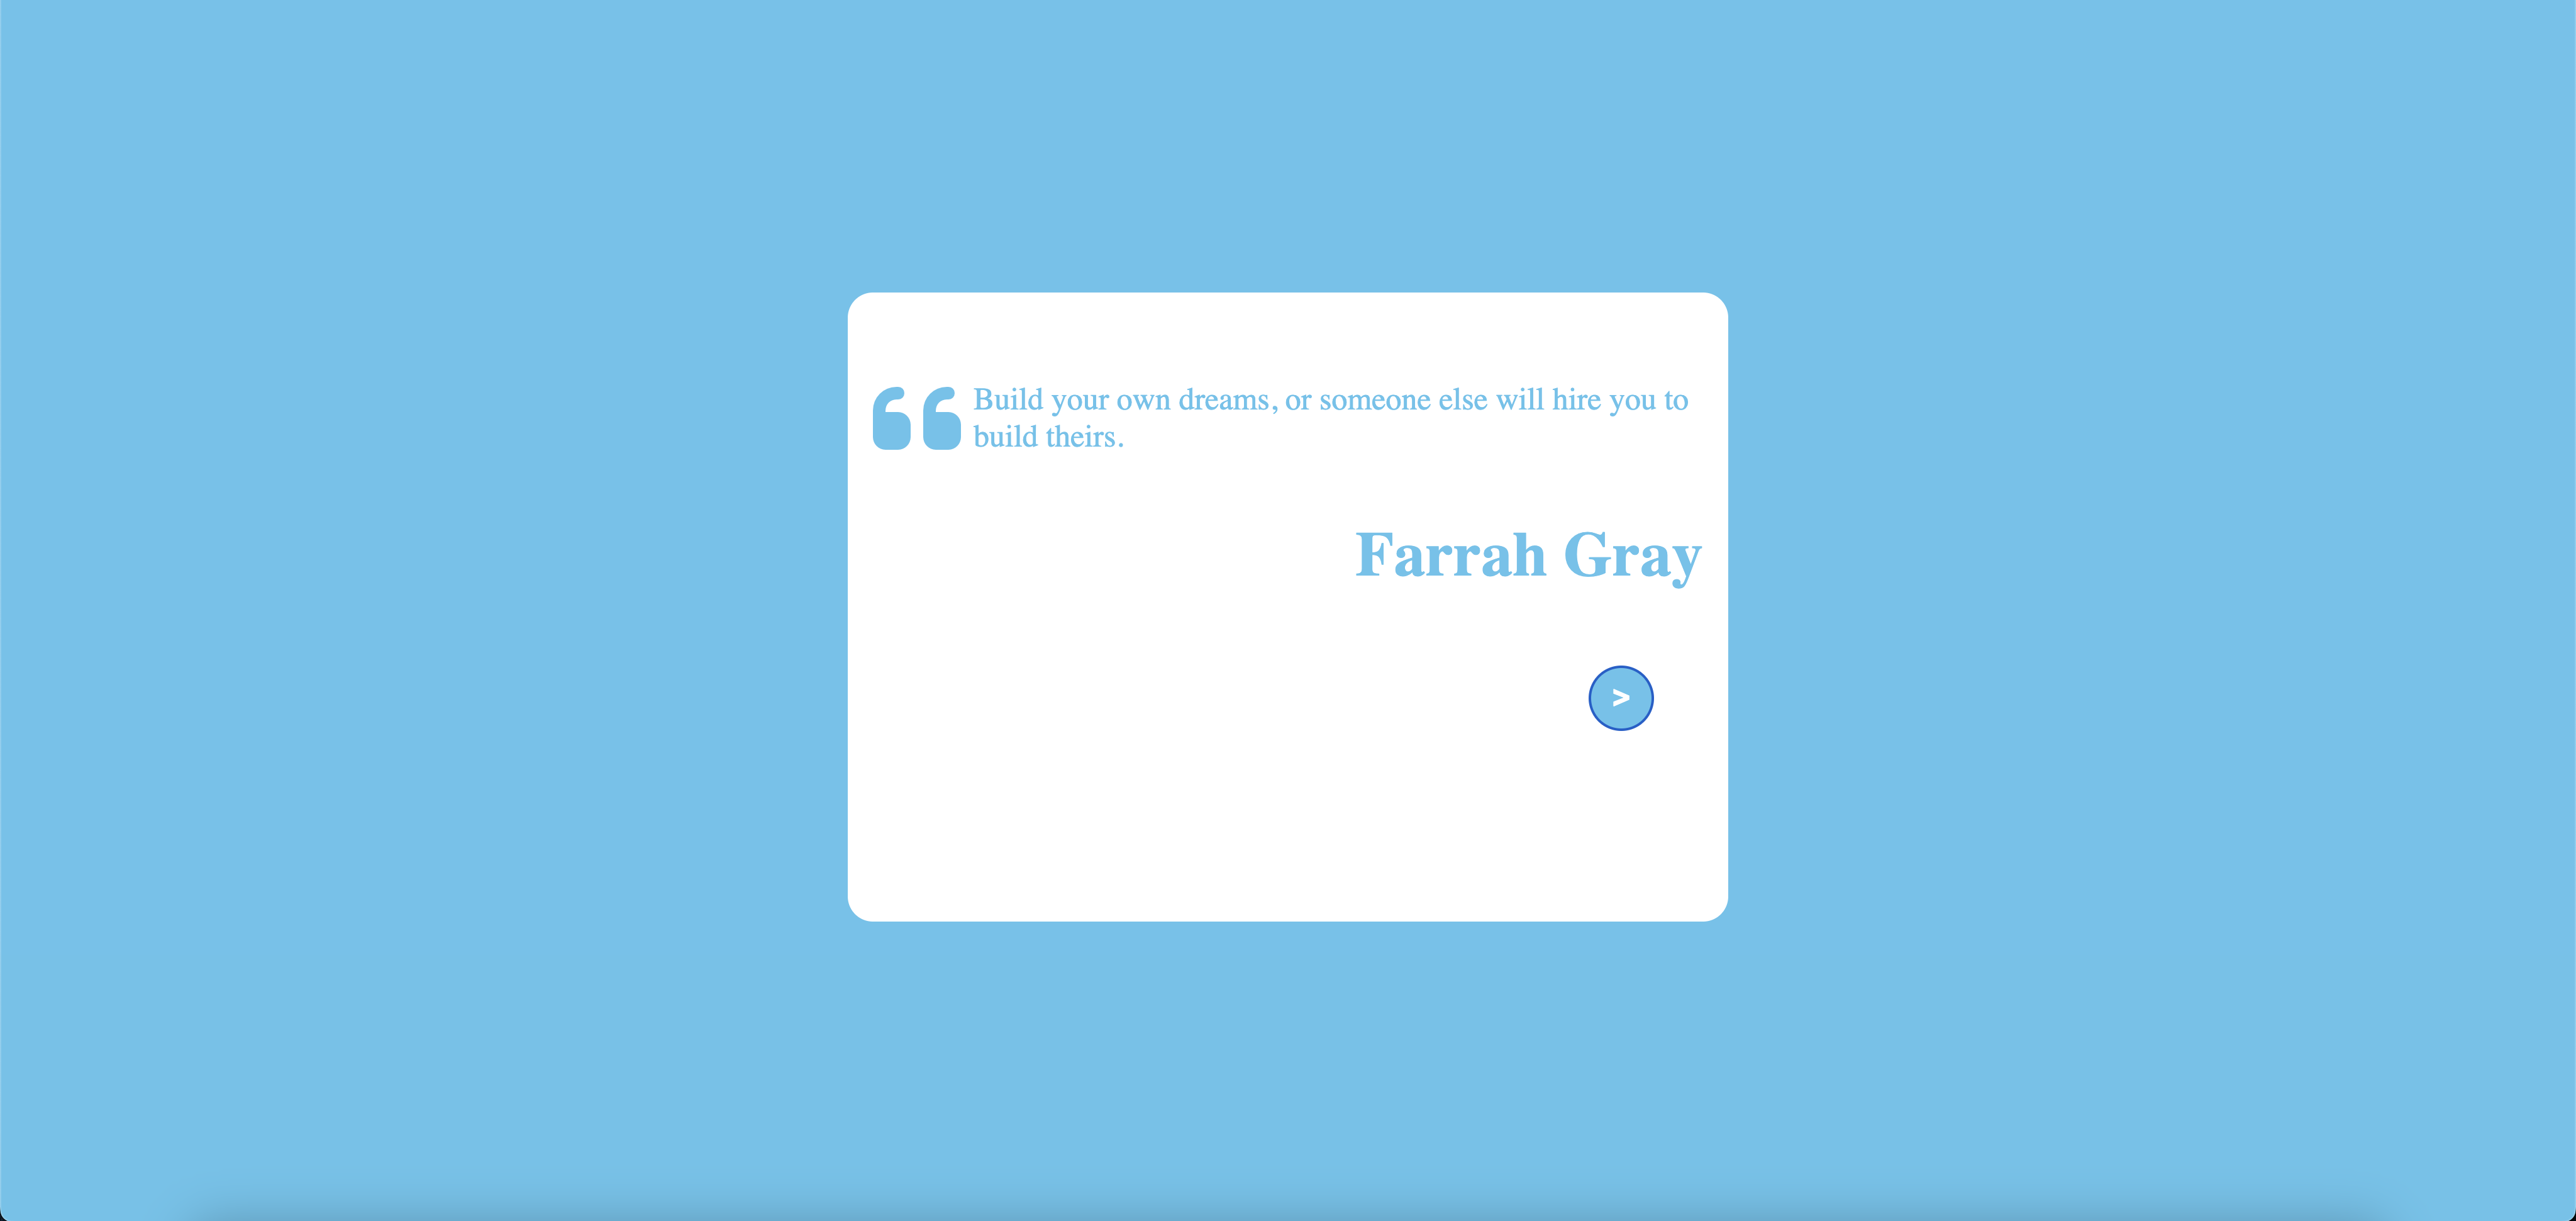 Build your own dreams, or someone else will hire you to
build theirs.
Farrah Gray
>